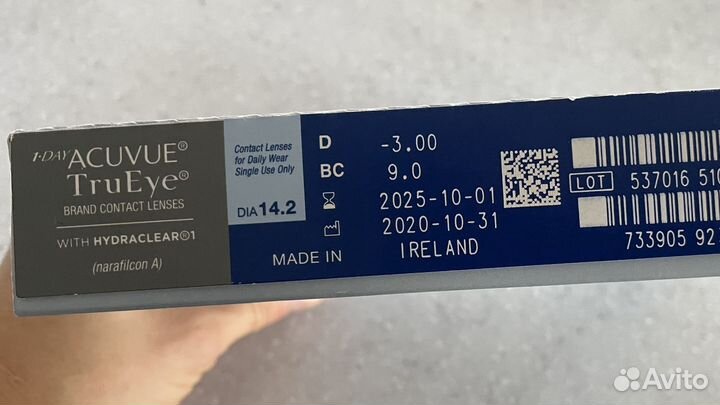 1·DAY ACUVUE®
TruEye®
BRAND CONTACT LENSES
WITH HYDRACLEAR®1
(narafilcon A)
Contact Lenses
for Daily Wear
Single Use Only
DIA 14.2
D -3.00
BC 9.0
2025-10-01
2020-10-31
MADE IN IRELAND
LOT 537016 510
733905 92
Avito